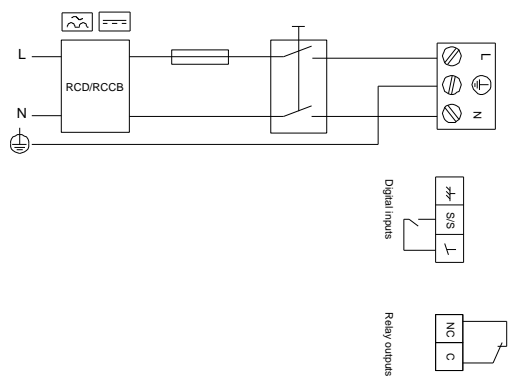 L
RCD/RCCB
N
L
N
Digital inputs
S/S
Relay outputs
NC
C